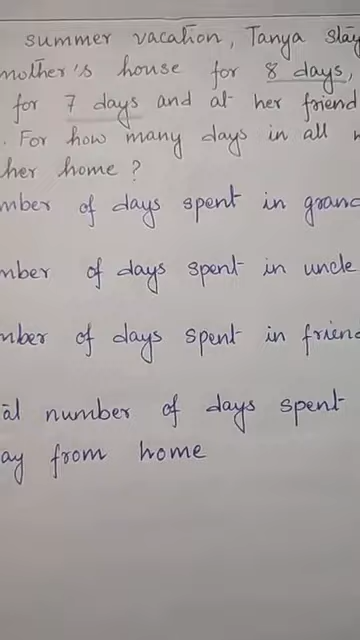 summer vacation, Tanya stay
mother's house for 8 days,
for 7 days and at her friend
. For how many days in all
her home ?
mber of days spent in grand
mber of days spent in uncle
mber of days spent in friend
al number of days spent
ay from home